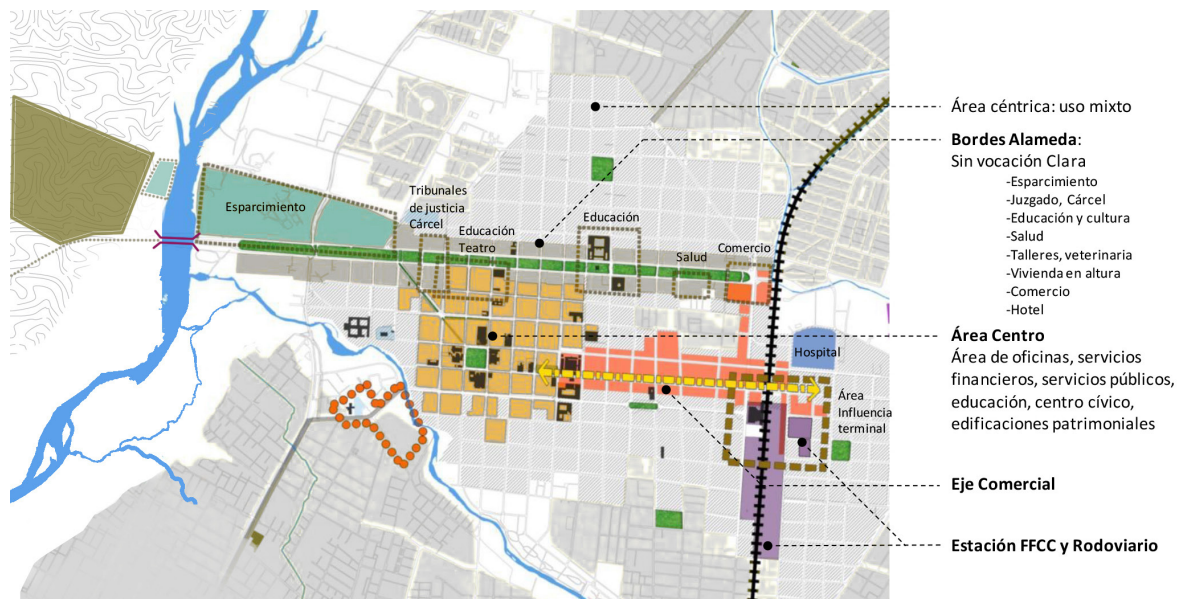 Esparcimiento
Tribunales
de justicia
Cárcel
Educación
Teatro
Educación
Salud
Comercio
Hospital
Área
Influencia
terminal
Área céntrica: uso mixto
Bordes Alameda:
Sin vocación Clara
-Esparcimiento
-Juzgado, Cárcel
-Educación y cultura
-Salud
-Talleres, veterinaria
-Vivienda en altura
-Comercio
-Hotel
Área Centro
Área de oficinas, servicios
financieros, servicios públicos,
educación, centro cívico,
edificaciones patrimoniales
Eje Comercial
Estación FFCC y Rodoviario